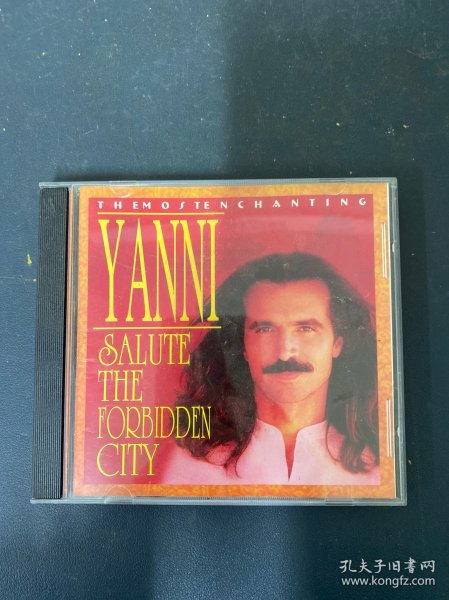 THEMOSTENCHANTING
YANNI
SALUTE
THE
FORBIDDEN
CITY
孔夫子旧书网
www.kongfz.com